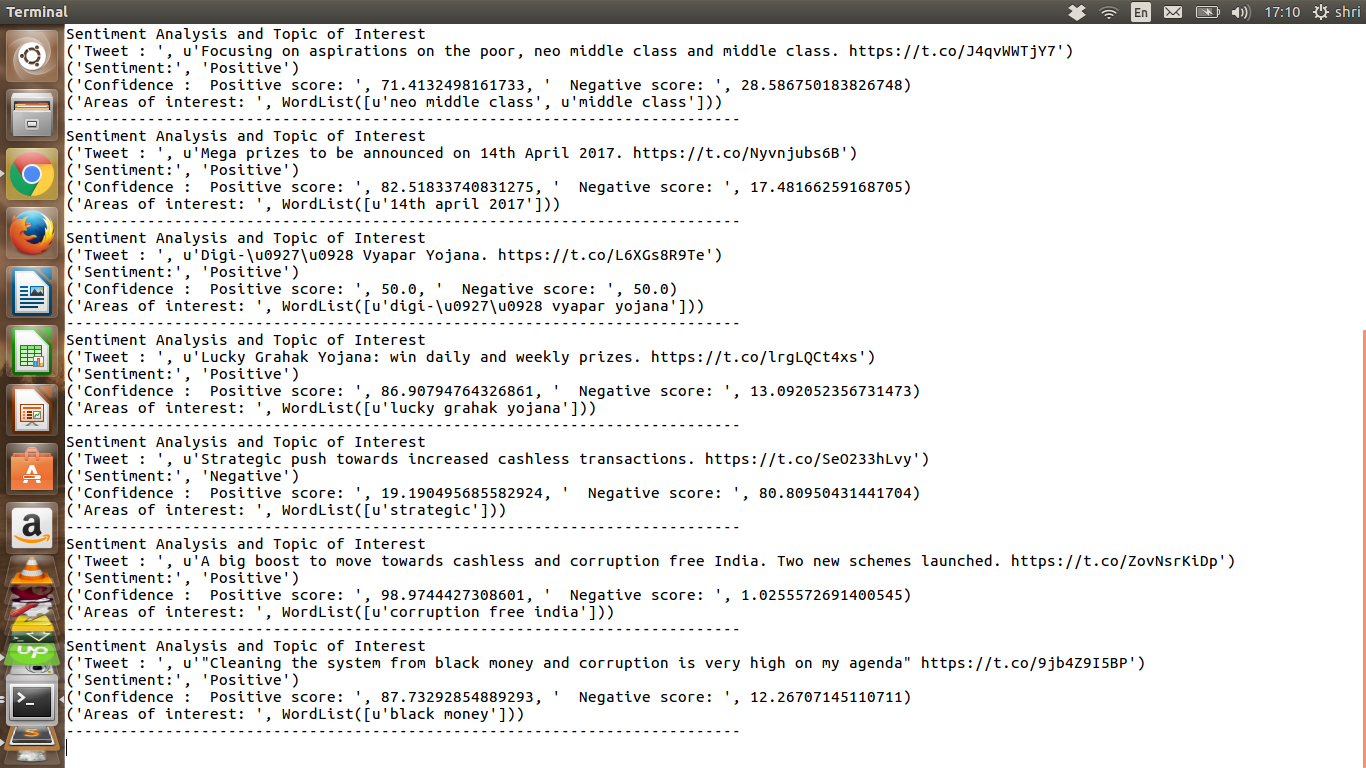 Terminal
En
17:10
shri
Sentiment Analysis and Topic of Interest
('Tweet : ', u'Focusing on aspirations on the poor, neo middle class and middle class. https://t.co/J4qvWWTjY7')
('Sentiment:', 'Positive')
('Confidence :  Positive score: ', 71.4132498161733, '  Negative score: ', 28.586750183826748)
('Areas of interest: ', WordList([u'neo middle class', u'middle class']))
---------------------------------------------------------------------------
Sentiment Analysis and Topic of Interest
('Tweet : ', u'Mega prizes to be announced on 14th April 2017. https://t.co/Nyvnjubs6B')
('Sentiment:', 'Positive')
('Confidence :  Positive score: ', 82.51833740831275, '  Negative score: ', 17.48166259168705)
('Areas of interest: ', WordList([u'14th april 2017']))
---------------------------------------------------------------------------
Sentiment Analysis and Topic of Interest
('Tweet : ', u'Digi-\u0927\u0928 Vyapar Yojana. https://t.co/L6XGs8R9Te')
('Sentiment:', 'Positive')
('Confidence :  Positive score: ', 50.0, '  Negative score: ', 50.0)
('Areas of interest: ', WordList([u'digi-\u0927\u0928 vyapar yojana']))
---------------------------------------------------------------------------
Sentiment Analysis and Topic of Interest
('Tweet : ', u'Lucky Grahak Yojana: win daily and weekly prizes. https://t.co/lrgLQCt4xs')
('Sentiment:', 'Positive')
('Confidence :  Positive score: ', 86.90794764326861, '  Negative score: ', 13.092052356731473)
('Areas of interest: ', WordList([u'lucky grahak yojana']))
---------------------------------------------------------------------------
Sentiment Analysis and Topic of Interest
('Tweet : ', u'Strategic push towards increased cashless transactions. https://t.co/SeO233hLvy')
('Sentiment:', 'Negative')
('Confidence :  Positive score: ', 19.190495685582924, '  Negative score: ', 80.80950431441704)
('Areas of interest: ', WordList([u'strategic']))
---------------------------------------------------------------------------
Sentiment Analysis and Topic of Interest
('Tweet : ', u'A big boost to move towards cashless and corruption free India. Two new schemes launched. https://t.co/ZovNsrKiDp')
('Sentiment:', 'Positive')
('Confidence :  Positive score: ', 98.9744427308601, '  Negative score: ', 1.0255572691400545)
('Areas of interest: ', WordList([u'corruption free india']))
---------------------------------------------------------------------------
Sentiment Analysis and Topic of Interest
('Tweet : ', u'"Cleaning the system from black money and corruption is very high on my agenda" https://t.co/9jb4Z9I5BP')
('Sentiment:', 'Positive')
('Confidence :  Positive score: ', 87.73292854889293, '  Negative score: ', 12.26707145110711)
('Areas of interest: ', WordList([u'black money']))
---------------------------------------------------------------------------